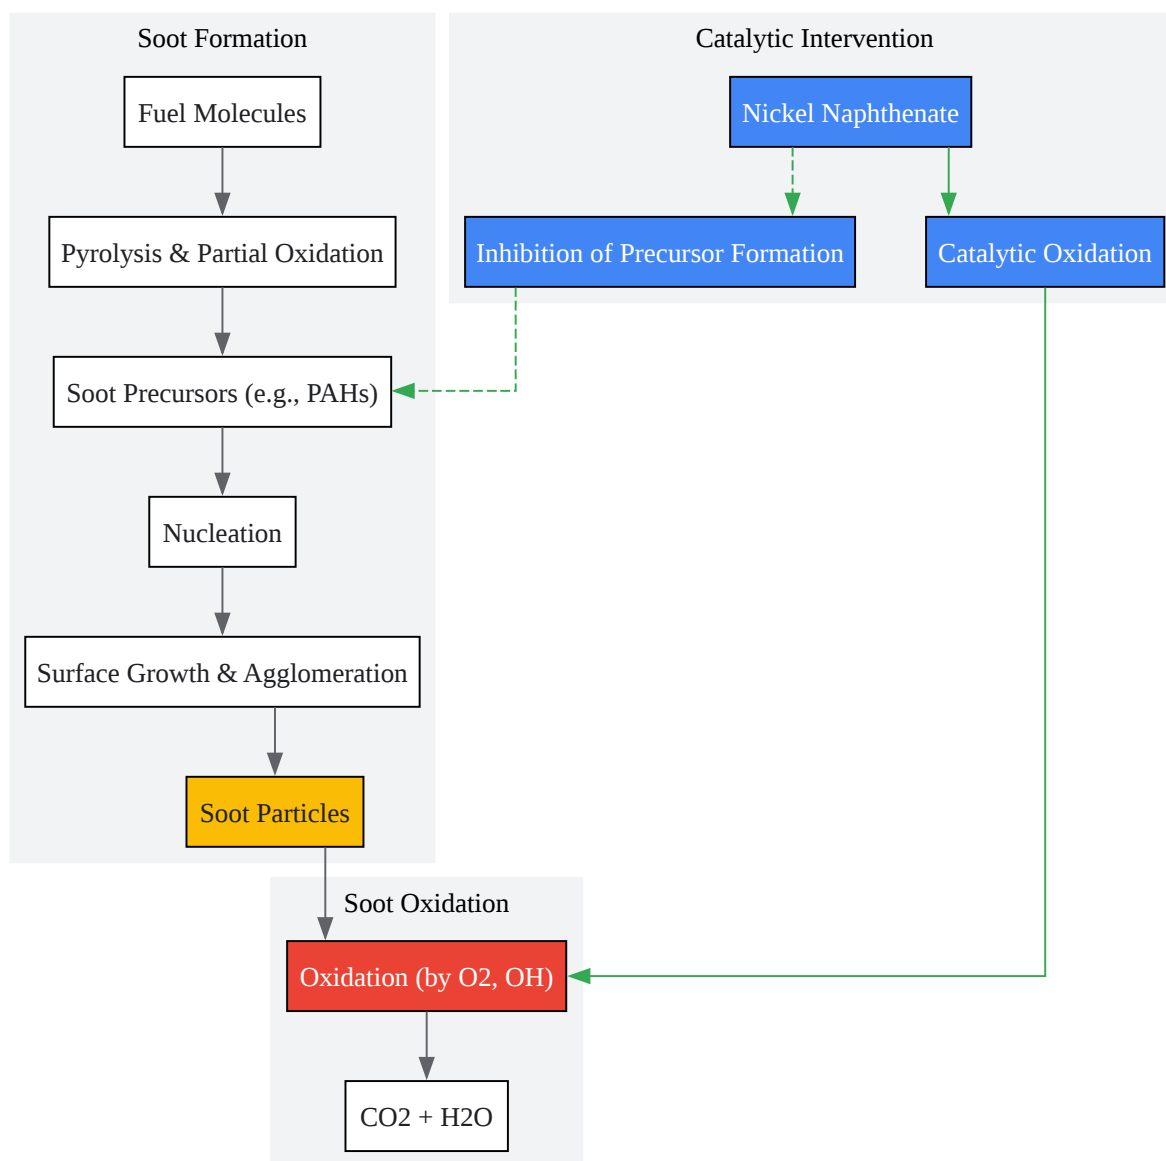 Soot Formation
Fuel Molecules
Pyrolysis & Partial Oxidation
Soot Precursors (e.g., PAHs)
Nucleation
Surface Growth & Agglomeration
Soot Particles
Catalytic Intervention
Nickel Naphthenate
Inhibition of Precursor Formation
Catalytic Oxidation
Soot Oxidation
Oxidation (by O2, OH)
CO2 + H2O